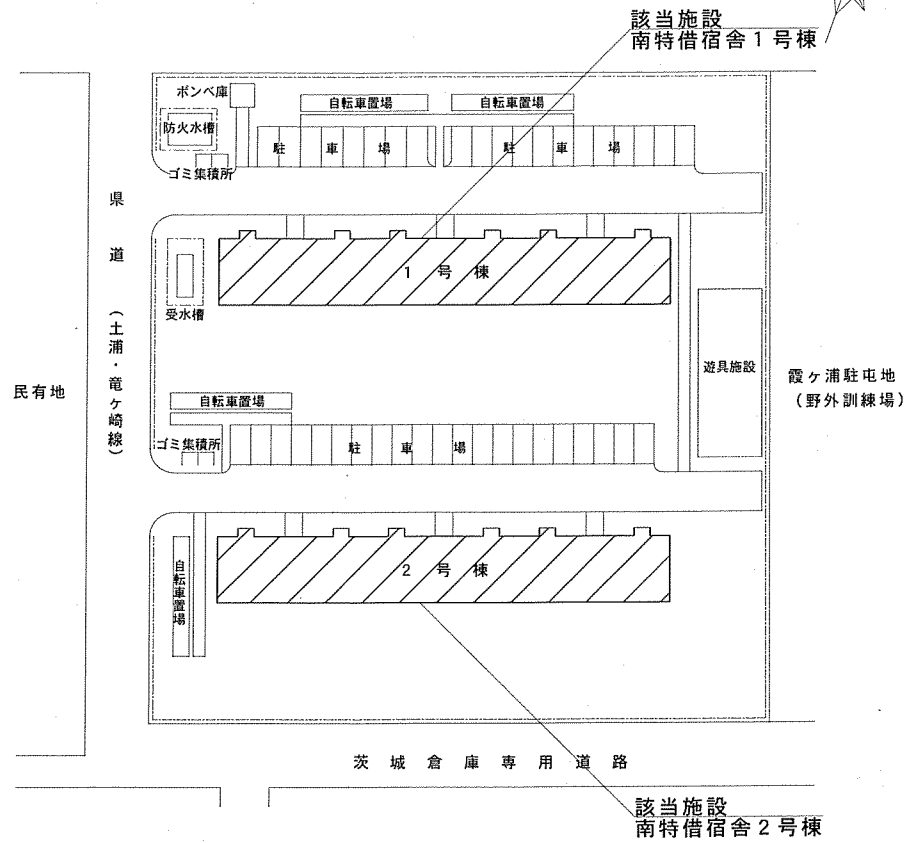 該当施設
南特借宿舎1号棟
ボンベ庫
自転車置場
自転車置場
防火水槽
駐車場
駐車場
ゴミ集積所
県道（土浦・竜ヶ崎線）
1号棟
受水槽
遊具施設
民有地
霞ヶ浦駐屯地
（野外訓練場）
自転車置場
ゴミ集積所
駐車場
2号棟
自転車置場
茨城倉庫専用道路
該当施設
南特借宿舎2号棟